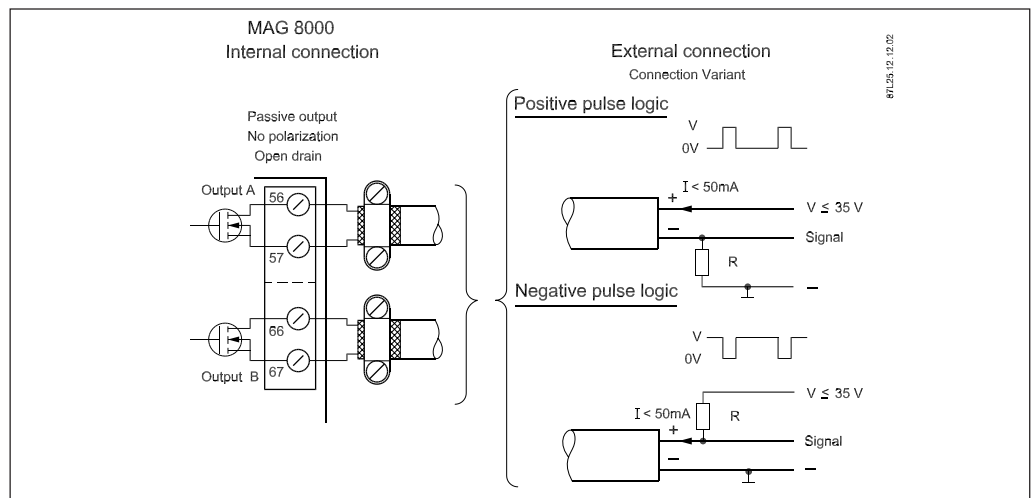 MAG 8000
Internal connection
Passive output
No polarization
Open drain
Output A
56
57
66
67
Output B
External connection
Connection Variant
87L25.12.12.02
Positive pulse logic
V
0V
I < 50mA
+
V ≤ 35 V
–
Signal
R
–
Negative pulse logic
V
0V
V ≤ 35 V
I < 50mA
R
+
Signal
–
–